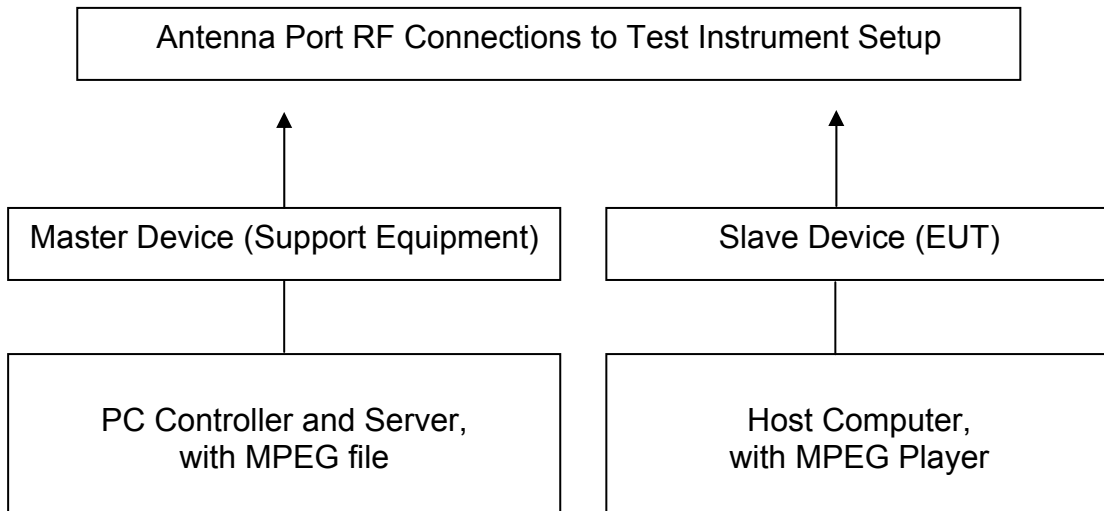 Antenna Port RF Connections to Test Instrument Setup
Master Device (Support Equipment)
Slave Device (EUT)
PC Controller and Server,
with MPEG file
Host Computer,
with MPEG Player